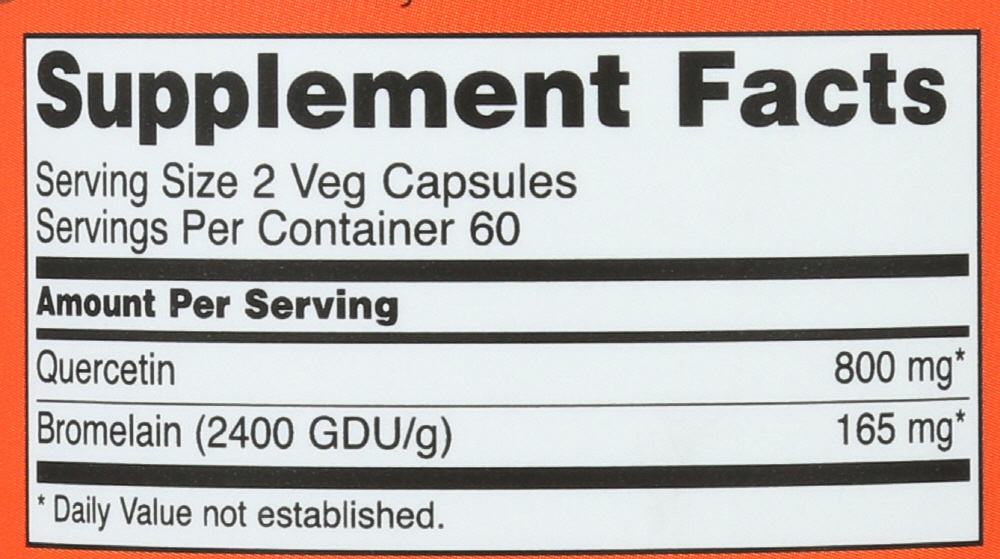 Supplement Facts
Serving Size 2 Veg Capsules
Servings Per Container 60
Amount Per Serving
Quercetin 800 mg*
Bromelain (2400 GDU/g) 165 mg*
* Daily Value not established.